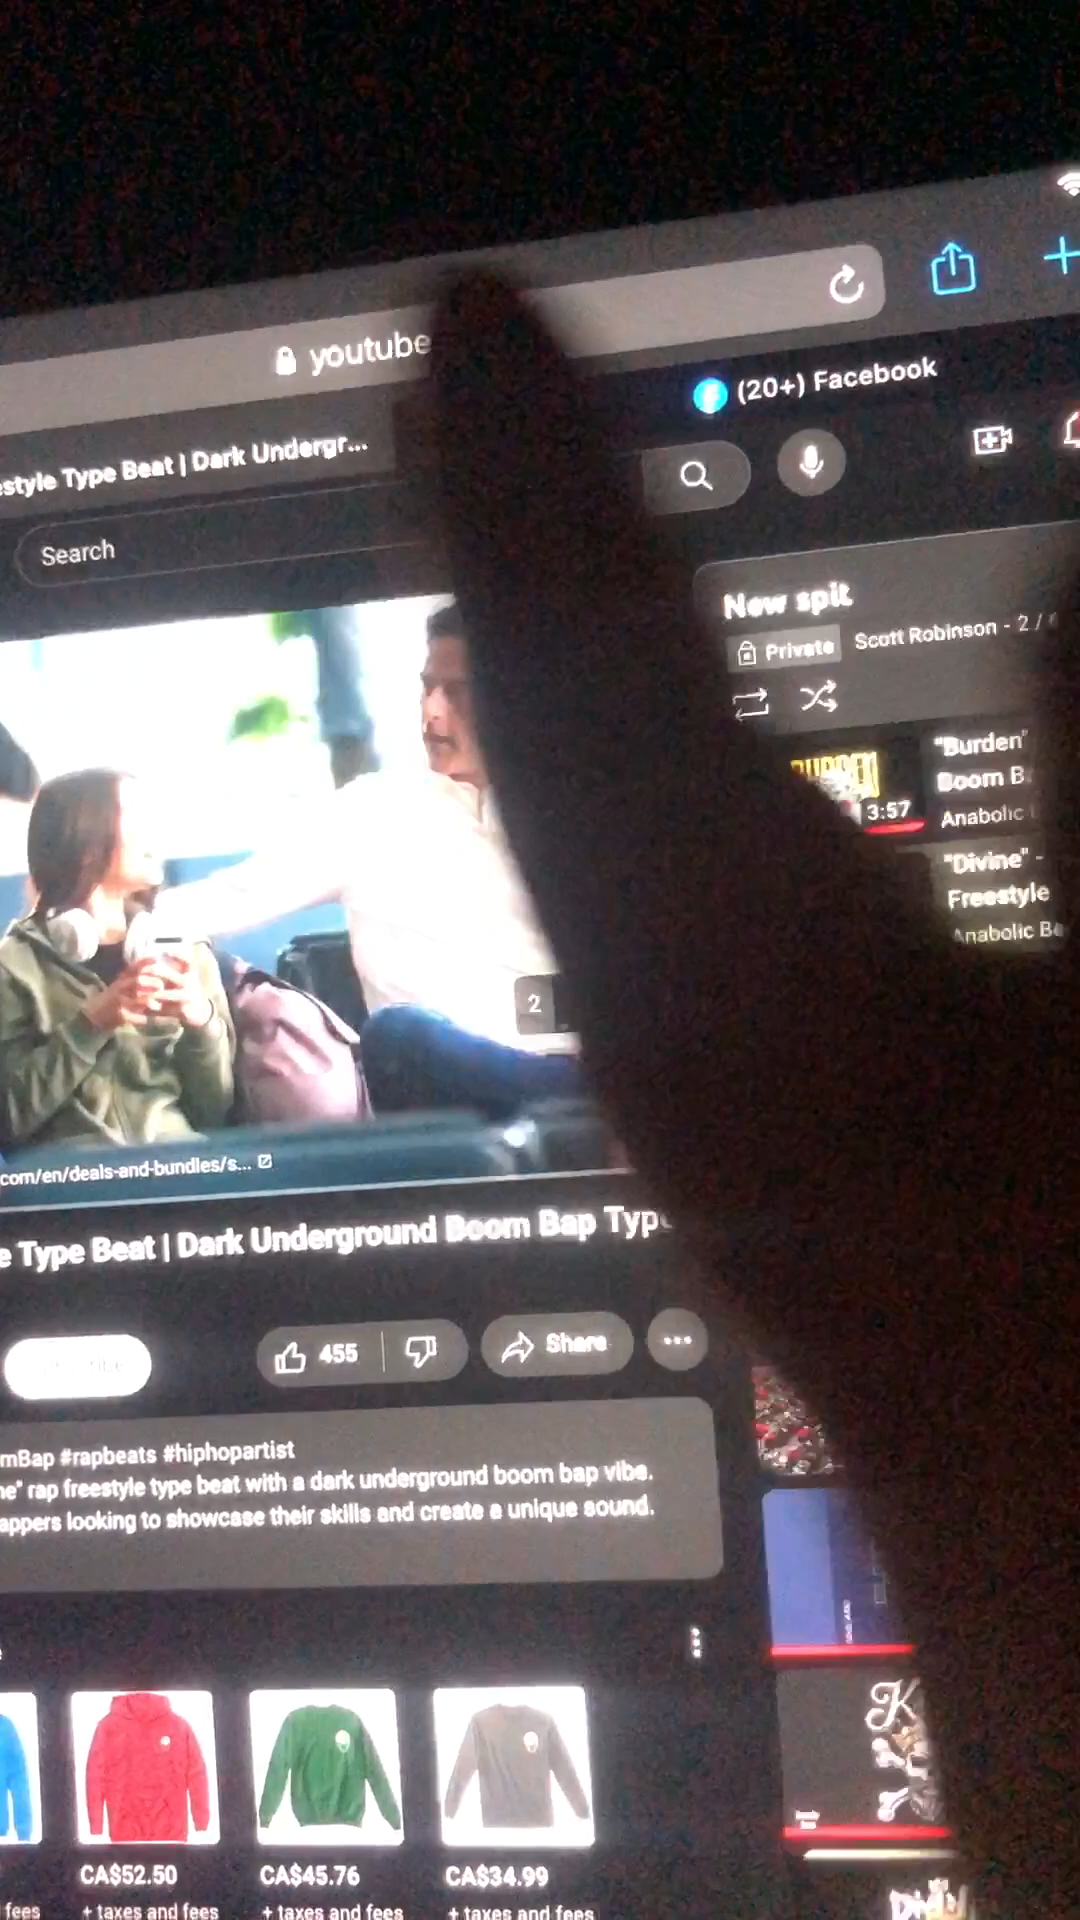 youtube
(20+) Facebook
style Type Beat | Dark Undergr...
Search
New spit
Private Scott Robinson - 2 /
"Burden"
Boom B
Anabolic
BURDEN
3:57
"Divine" -
Freestyle
Anabolic Be
2
com/en/deals-and-bundles/s...
e Type Beat | Dark Underground Boom Bap Type
455
Share
mBap #rapbeats #hiphopartist
ne" rap freestyle type beat with a dark underground boom bap vibe.
appers looking to showcase their skills and create a unique sound.
CA$52.50 CA$45.76 CA$34.99
fees + taxes and fees + taxes and fees + taxes and fees
K